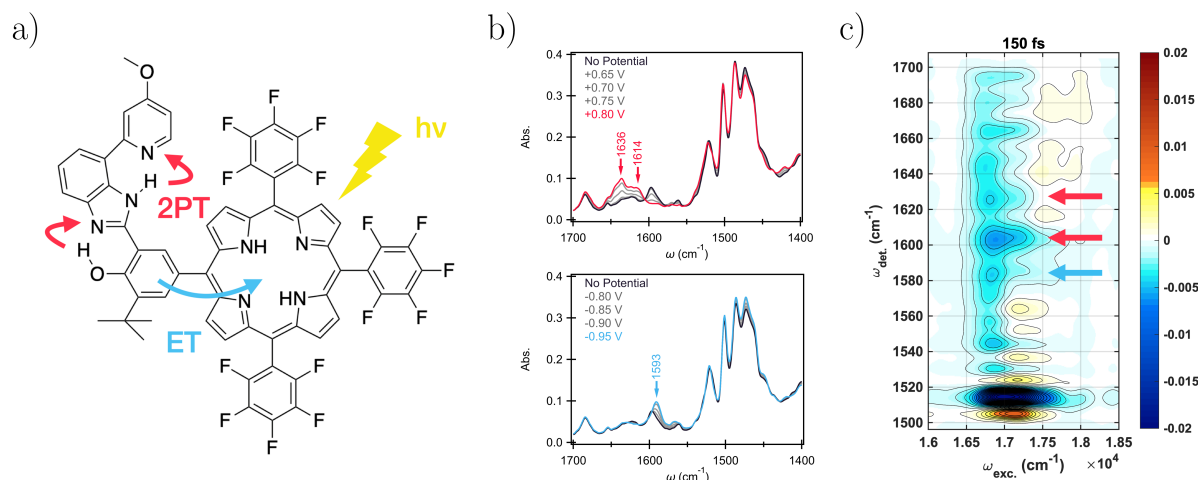 a)
O
N
N
H
2PT
N
H
O
ET
F
F
F
F
F
hν
NH
N
N
HN
F
F
F
F
F
F
F
F
F
F
b)
No Potential
+0.65 V
+0.70 V
+0.75 V
+0.80 V
1636
1614
Abs.
0.4
0.3
0.2
0.1
0.0
1700
1600
1500
1400
ω (cm⁻¹)
No Potential
-0.80 V
-0.85 V
-0.90 V
-0.95 V
1593
Abs.
0.4
0.3
0.2
0.1
0.0
1700
1600
1500
1400
ω (cm⁻¹)
c)
150 fs
ω_det. (cm⁻¹)
1700
1680
1660
1640
1620
1600
1580
1560
1540
1520
1500
1.6
1.65
1.7
1.75
1.8
1.85
ω_exc. (cm⁻¹)
×10⁴
0.02
0.015
0.01
0.005
0
-0.005
-0.01
-0.015
-0.02